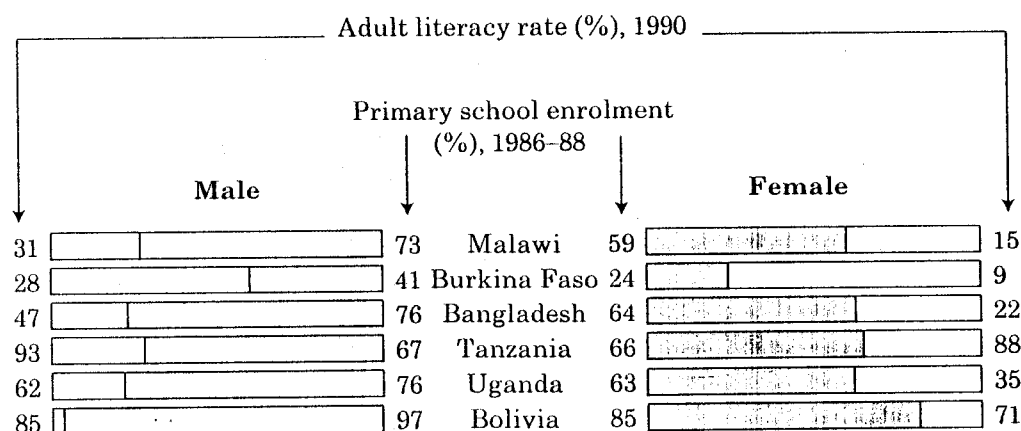 Adult literacy rate (%), 1990
Primary school enrolment
(%), 1986–88
Male Female
31 73 Malawi 59 15
28 41 Burkina Faso 24 9
47 76 Bangladesh 64 22
93 67 Tanzania 66 88
62 76 Uganda 63 35
85 97 Bolivia 85 71